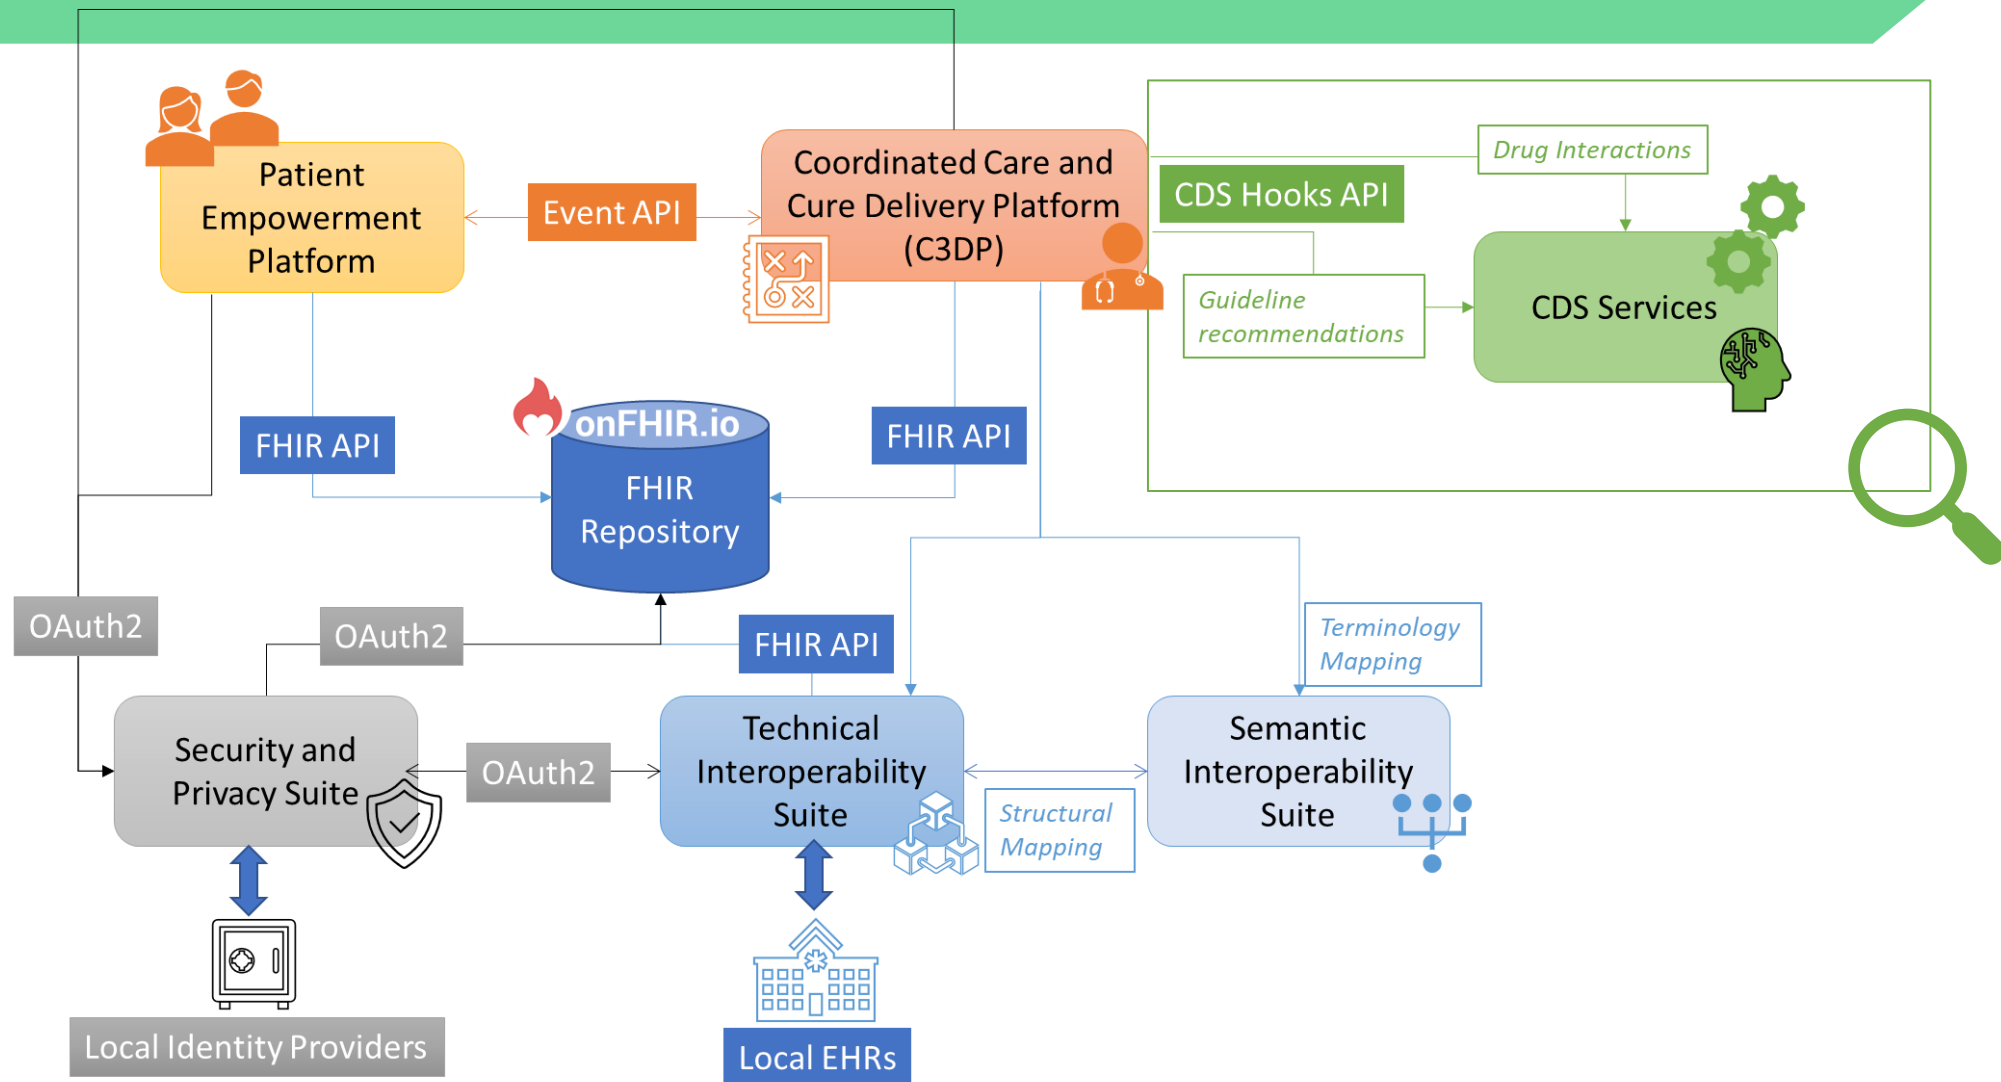 Patient
Empowerment
Platform
Event API
Coordinated Care and
Cure Delivery Platform
(C3DP)
CDS Hooks API
Drug Interactions
Guideline
recommendations
CDS Services
FHIR API
onFHIR.io
FHIR
Repository
FHIR API
OAuth2
OAuth2
FHIR API
Terminology
Mapping
Security and
Privacy Suite
OAuth2
Technical
Interoperability
Suite
Structural
Mapping
Semantic
Interoperability
Suite
Local Identity Providers
Local EHRs